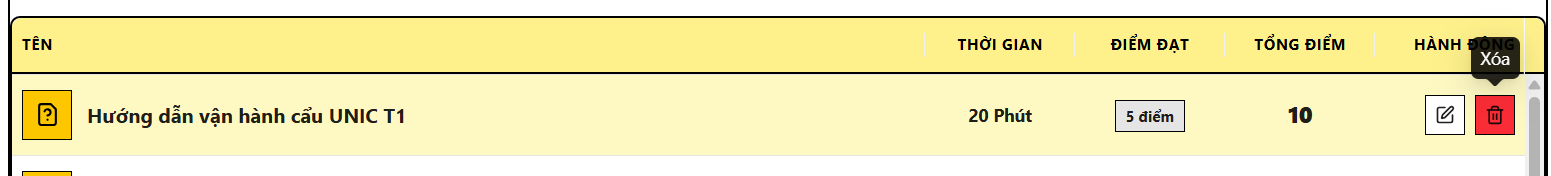 TÊN THỜI GIAN ĐIỂM ĐẠT TỔNG ĐIỂM HÀNH ĐỘNG
Xóa
Hướng dẫn vận hành cẩu UNIC T1 20 Phút 5 điểm 10